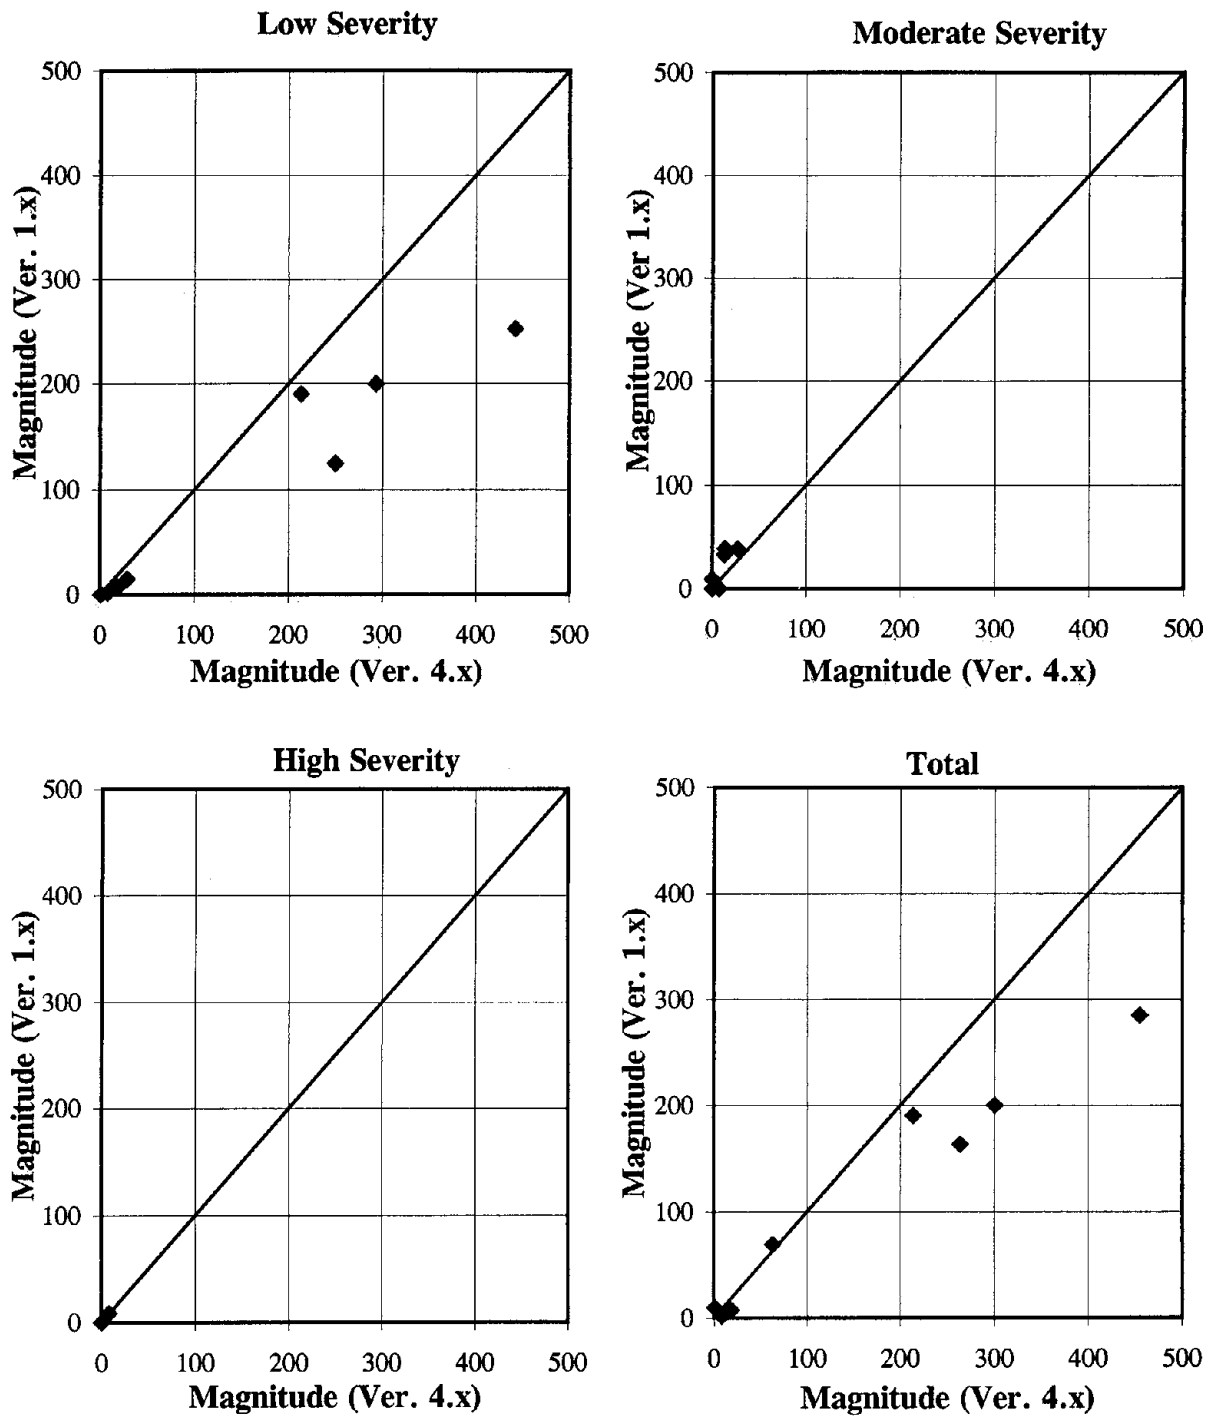 Low Severity
500
400
300
200
100
0
0 100 200 300 400 500
Magnitude (Ver. 1.x)
Magnitude (Ver. 4.x)
Moderate Severity
500
400
300
200
100
0
0 100 200 300 400 500
Magnitude (Ver 1.x)
Magnitude (Ver. 4.x)
High Severity
500
400
300
200
100
0
0 100 200 300 400 500
Magnitude (Ver. 1.x)
Magnitude (Ver. 4.x)
Total
500
400
300
200
100
0
0 100 200 300 400 500
Magnitude (Ver. 1.x)
Magnitude (Ver. 4.x)